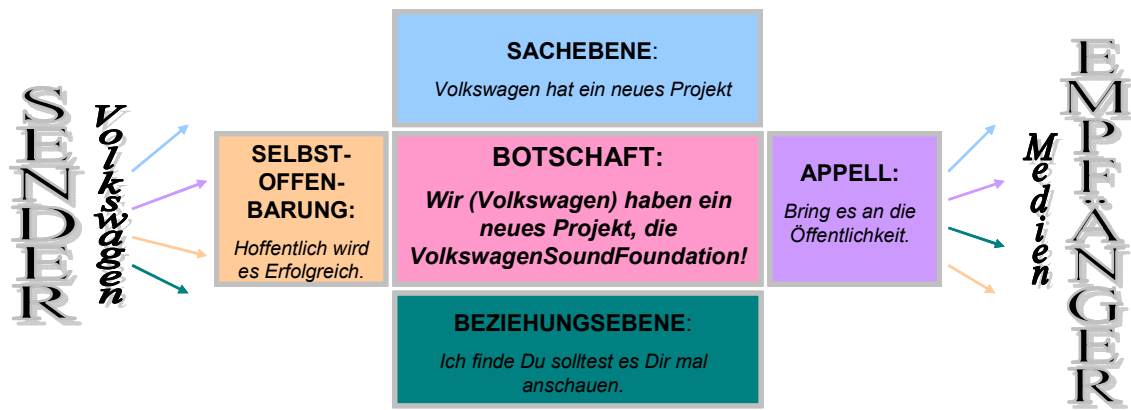 SENDER
Volkswagen
SACHEBENE:
Volkswagen hat ein neues Projekt
SELBST-
OFFEN-
BARUNG:
Hoffentlich wird
es Erfolgreich.
BOTSCHAFT:
Wir (Volkswagen) haben ein
neues Projekt, die
VolkswagenSoundFoundation!
APPELL:
Bring es an die
Öffentlichkeit.
BEZIEHUNGSEBENE:
Ich finde Du solltest es Dir mal
anschauen.
Medien
EMPFÄNGER